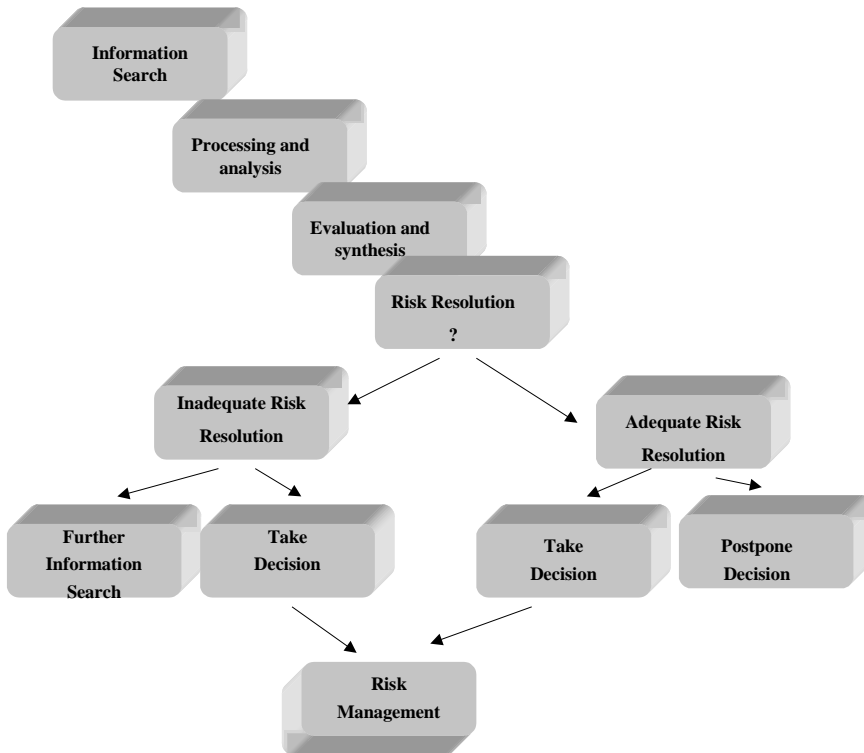 Information
Search
Processing and
analysis
Evaluation and
synthesis
Risk Resolution
?
Inadequate Risk
Resolution
Adequate Risk
Resolution
Further
Information
Search
Take
Decision
Take
Decision
Postpone
Decision
Risk
Management